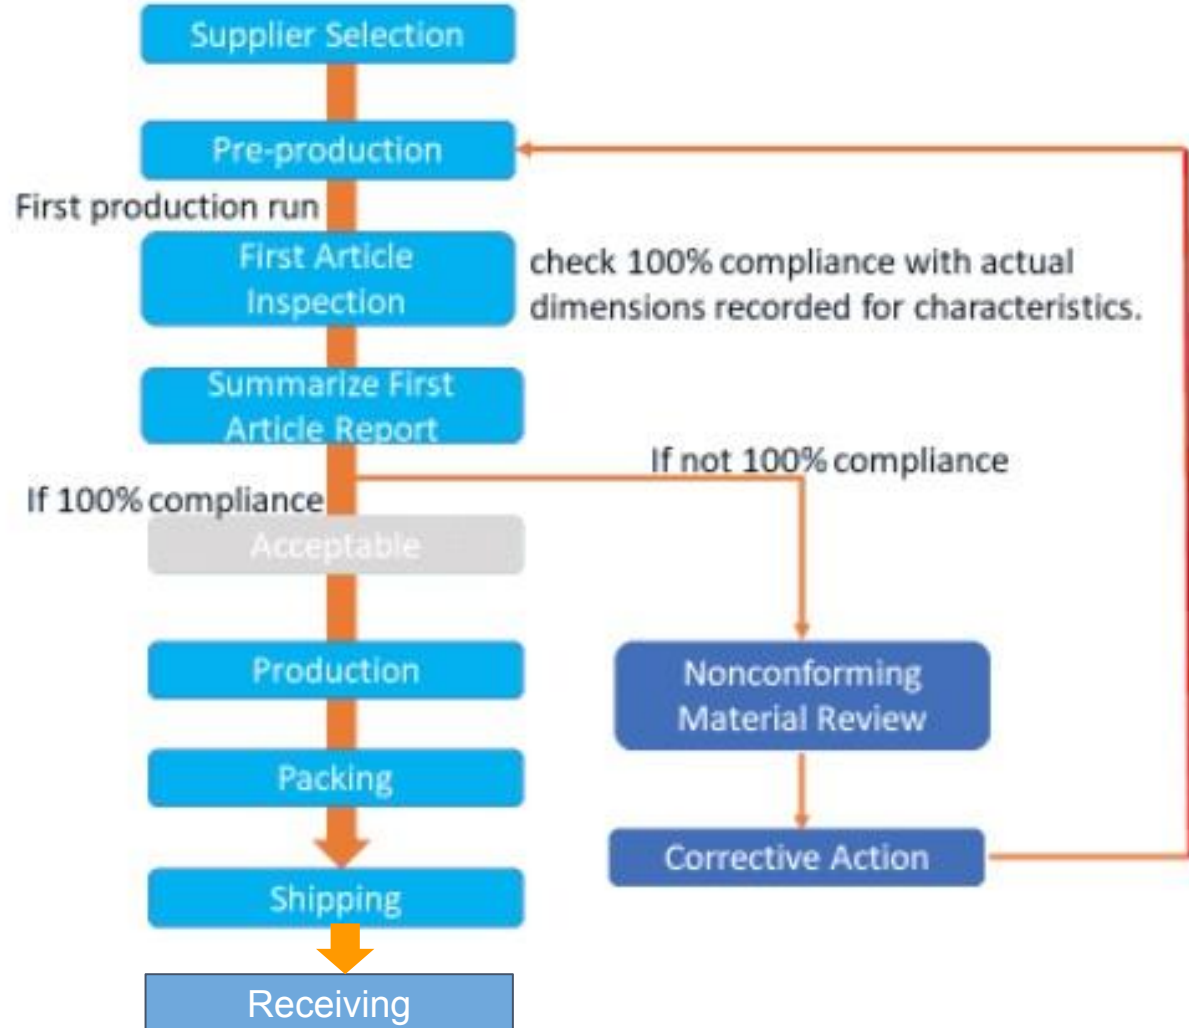 Supplier Selection
Pre-production
First production run
First Article
Inspection
check 100% compliance with actual
dimensions recorded for characteristics.
Summarize First
Article Report
If not 100% compliance
If 100% compliance
Acceptable
Production
Nonconforming
Material Review
Packing
Corrective Action
Shipping
Receiving